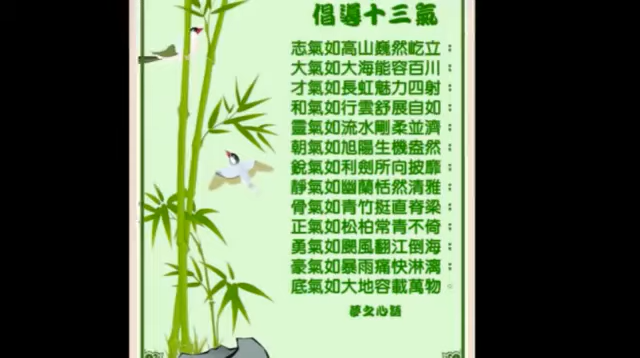 倡導十三氣
志氣如高山巍然屹立；
大氣如大海能容百川；
才氣如長虹魅力四射；
和氣如行雲舒展自如；
靈氣如流水剛柔並濟；
朝氣如旭陽生機盎然；
銳氣如利劍所向披靡；
靜氣如幽蘭恬然清雅；
骨氣如青竹挺直脊梁；
正氣如松柏常青不倚；
勇氣如颶風翻江倒海；
豪氣如暴雨痛快淋漓；
底氣如大地容載萬物。
夢文心話